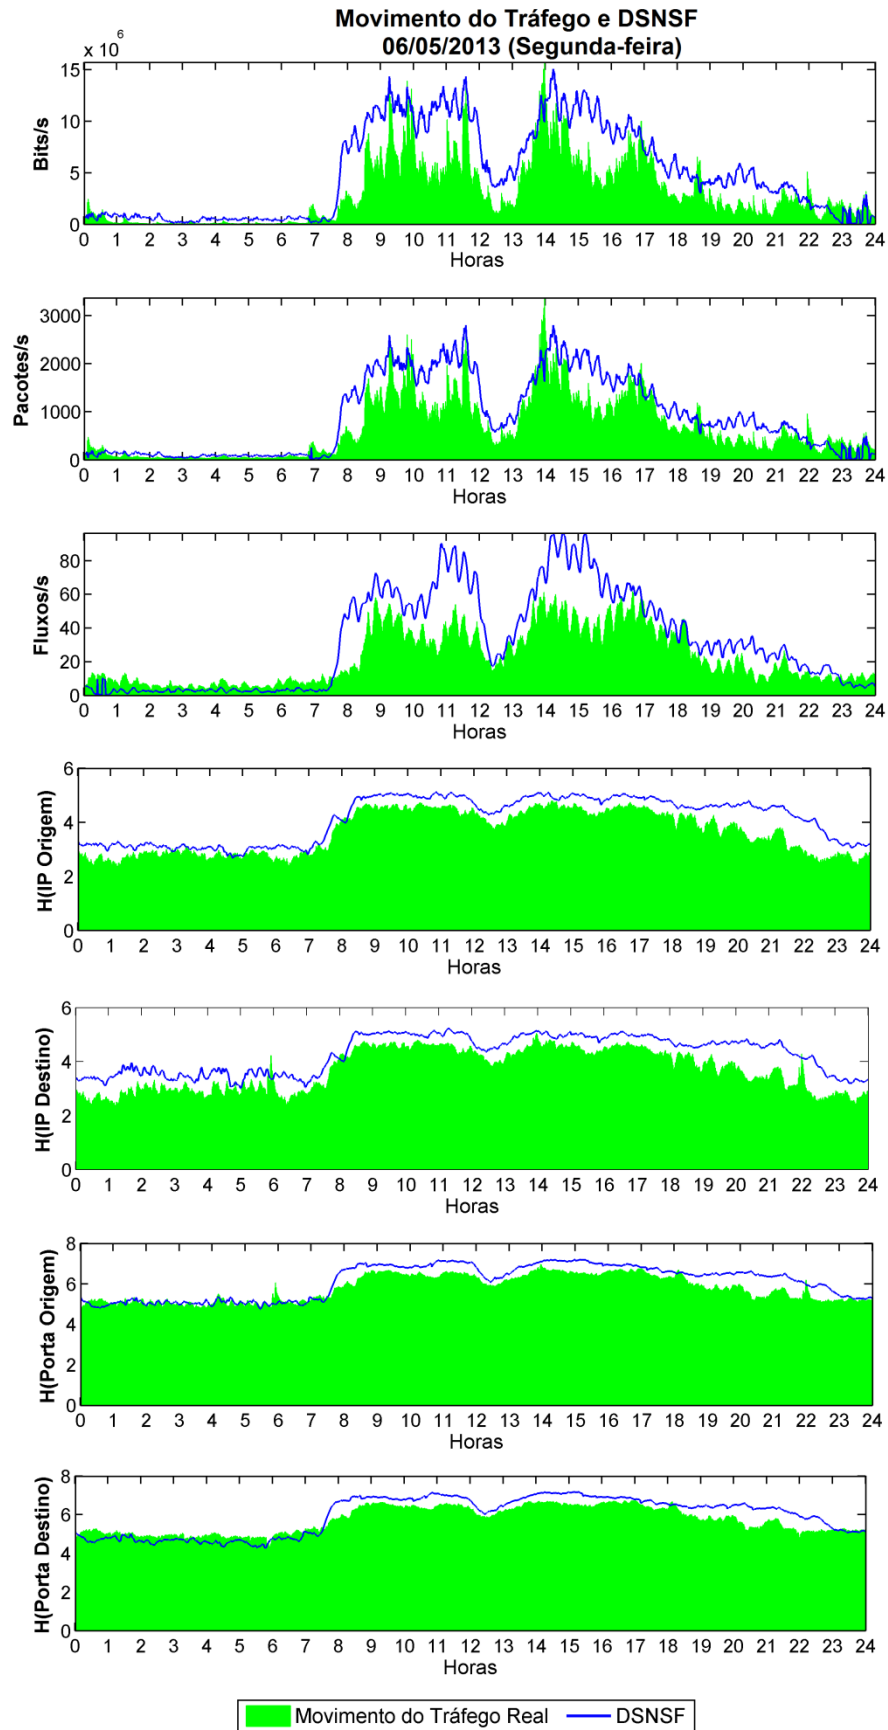 Movimento do Tráfego e DSNSF
06/05/2013 (Segunda-feira)
x 10⁶
Bits/s
15
10
5
0
0 1 2 3 4 5 6 7 8 9 10 11 12 13 14 15 16 17 18 19 20 21 22 23 24
Horas
Pacotes/s
3000
2000
1000
0
0 1 2 3 4 5 6 7 8 9 10 11 12 13 14 15 16 17 18 19 20 21 22 23 24
Horas
Fluxos/s
80
60
40
20
0
0 1 2 3 4 5 6 7 8 9 10 11 12 13 14 15 16 17 18 19 20 21 22 23 24
Horas
H(IP Origem)
6
4
2
0
0 1 2 3 4 5 6 7 8 9 10 11 12 13 14 15 16 17 18 19 20 21 22 23 24
Horas
H(IP Destino)
6
4
2
0
0 1 2 3 4 5 6 7 8 9 10 11 12 13 14 15 16 17 18 19 20 21 22 23 24
Horas
H(Porta Origem)
8
6
4
2
0
0 1 2 3 4 5 6 7 8 9 10 11 12 13 14 15 16 17 18 19 20 21 22 23 24
Horas
H(Porta Destino)
8
6
4
2
0
0 1 2 3 4 5 6 7 8 9 10 11 12 13 14 15 16 17 18 19 20 21 22 23 24
Horas
Movimento do Tráfego Real DSNSF